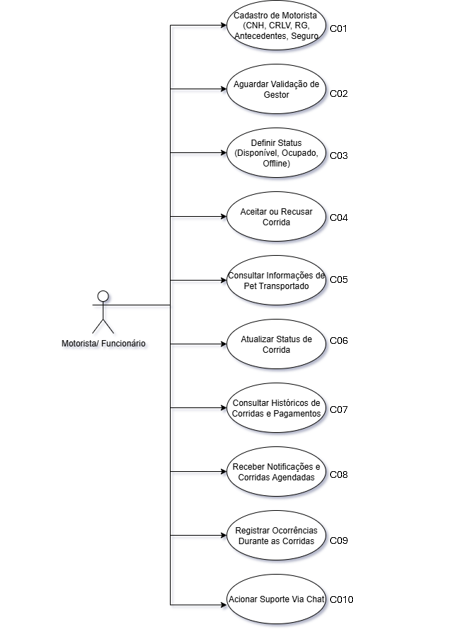 Cadastro de Motorista
(CNH, CRLV, RG,
Antecedentes, Seguro
C01
Aguardar Validação de
Gestor
C02
Definir Status
(Disponível, Ocupado,
Offline)
C03
Aceitar ou Recusar
Corrida
C04
Consultar Informações de
Pet Transportado
C05
Motorista/ Funcionário
Atualizar Status de
Corrida
C06
Consultar Históricos de
Corridas e Pagamentos
C07
Receber Notificações e
Corridas Agendadas
C08
Registrar Ocorrências
Durante as Corridas
C09
Acionar Suporte Via Chat
C010